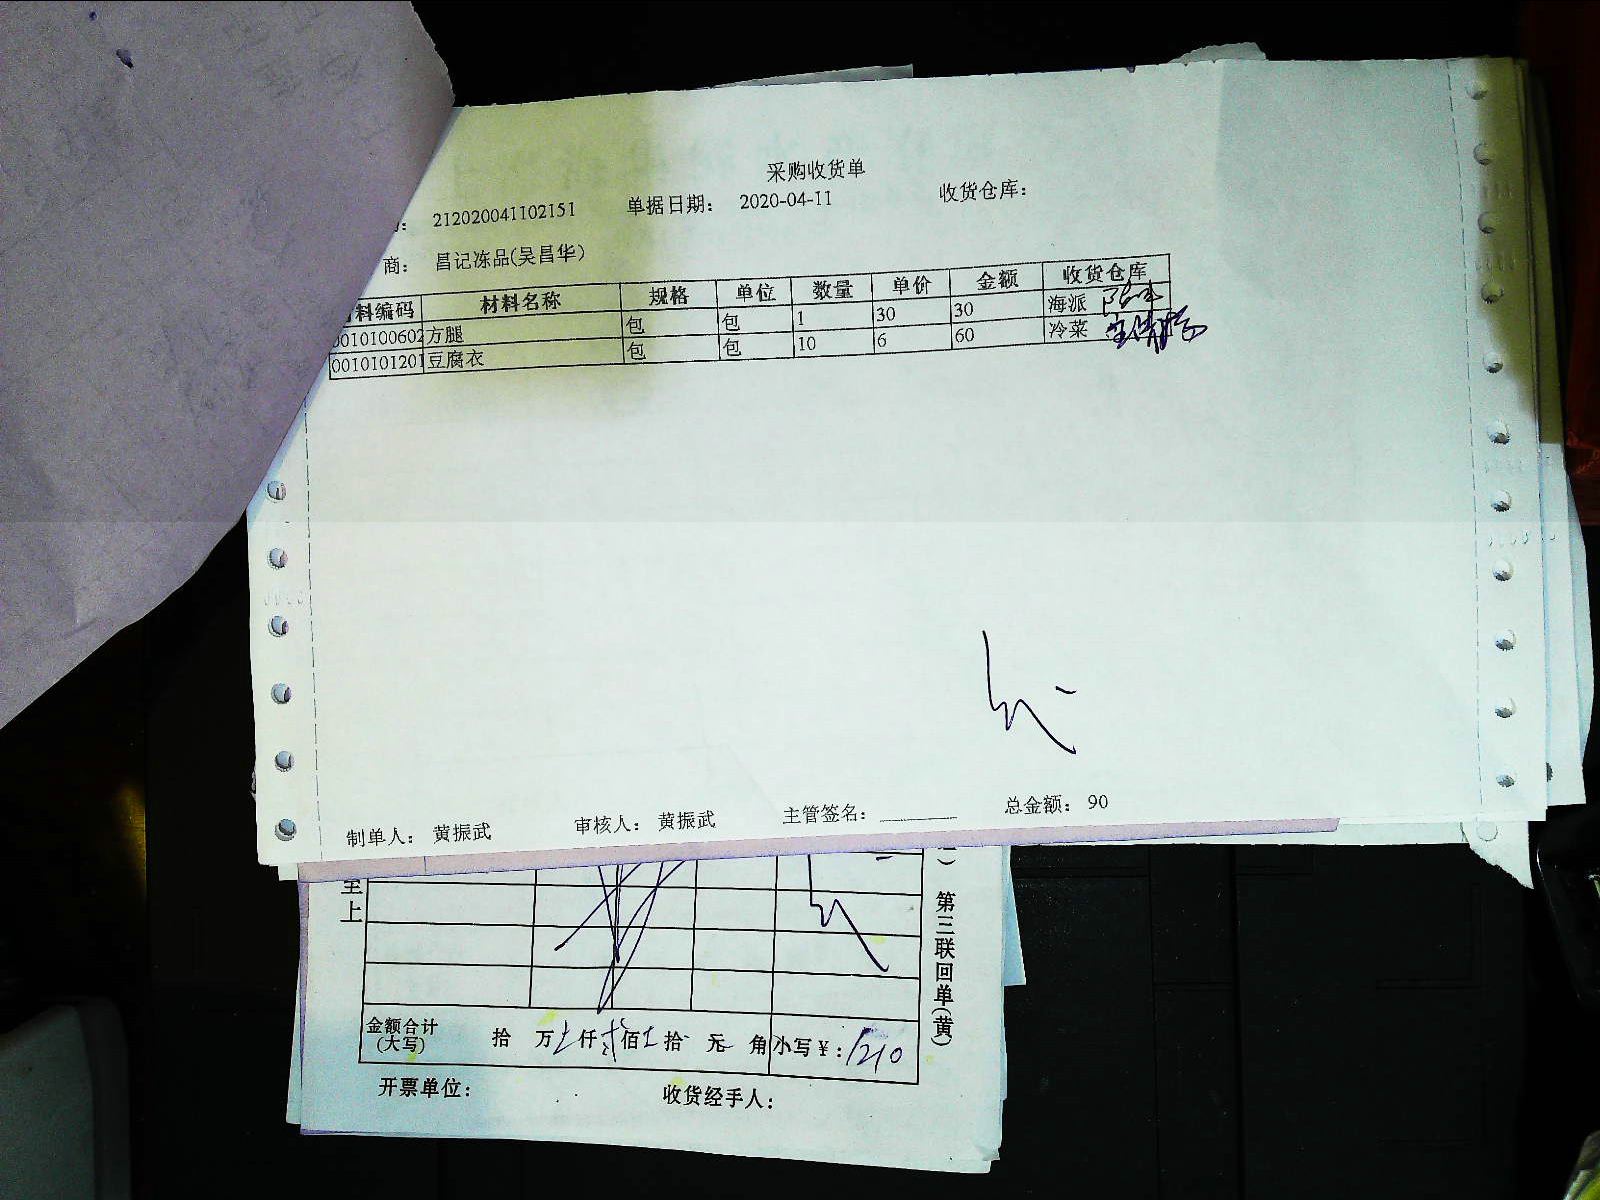 采购收货单
212020041102151 单据日期： 2020-04-11 收货仓库：
商： 昌记冻品(吴昌华)
料编码 材料名称 规格 单位 数量 单价 金额 收货仓库
0010100602 方腿 包 包 1 30 30 海派
0010101201 豆腐衣 包 包 10 6 60 冷菜
制单人： 黄振武 审核人： 黄振武 主管签名： 总金额： 90
至上
第三联回单(黄)
金额合计(大写) 拾 万 仟 佰 拾 元 角 小写￥：1210
开票单位： 收货经手人：